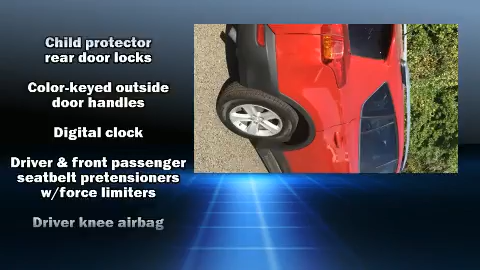 Child protector
rear door locks
Color-keyed outside
door handles
Digital clock
Driver & front passenger
seatbelt pretensioners
w/force limiters
Driver knee airbag